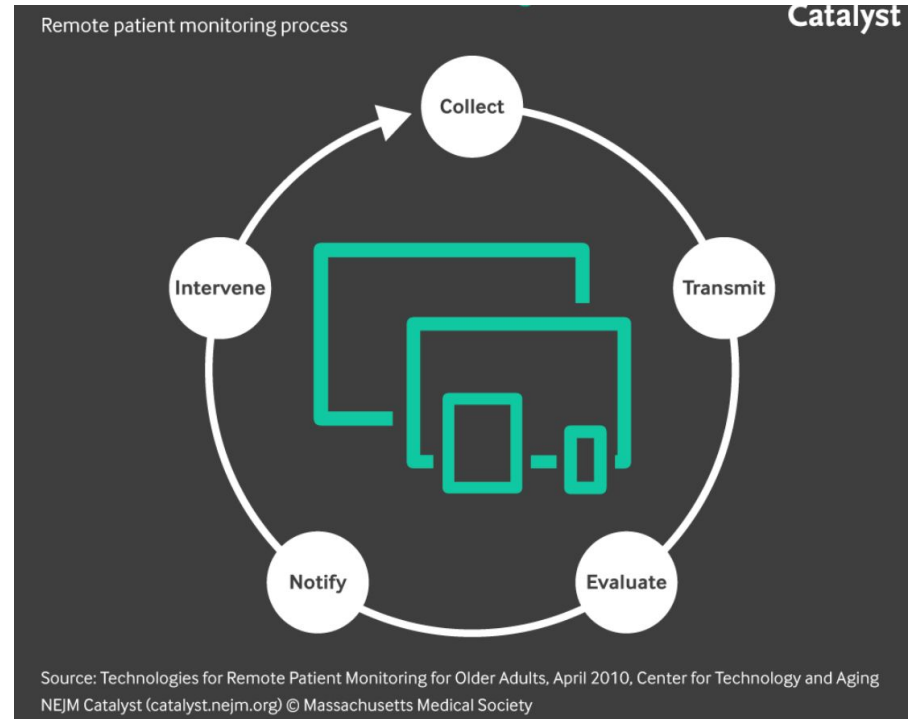 Remote patient monitoring process
Catalyst
Collect
Transmit
Evaluate
Notify
Intervene
Source: Technologies for Remote Patient Monitoring for Older Adults, April 2010, Center for Technology and Aging
NEJM Catalyst (catalyst.nejm.org) © Massachusetts Medical Society